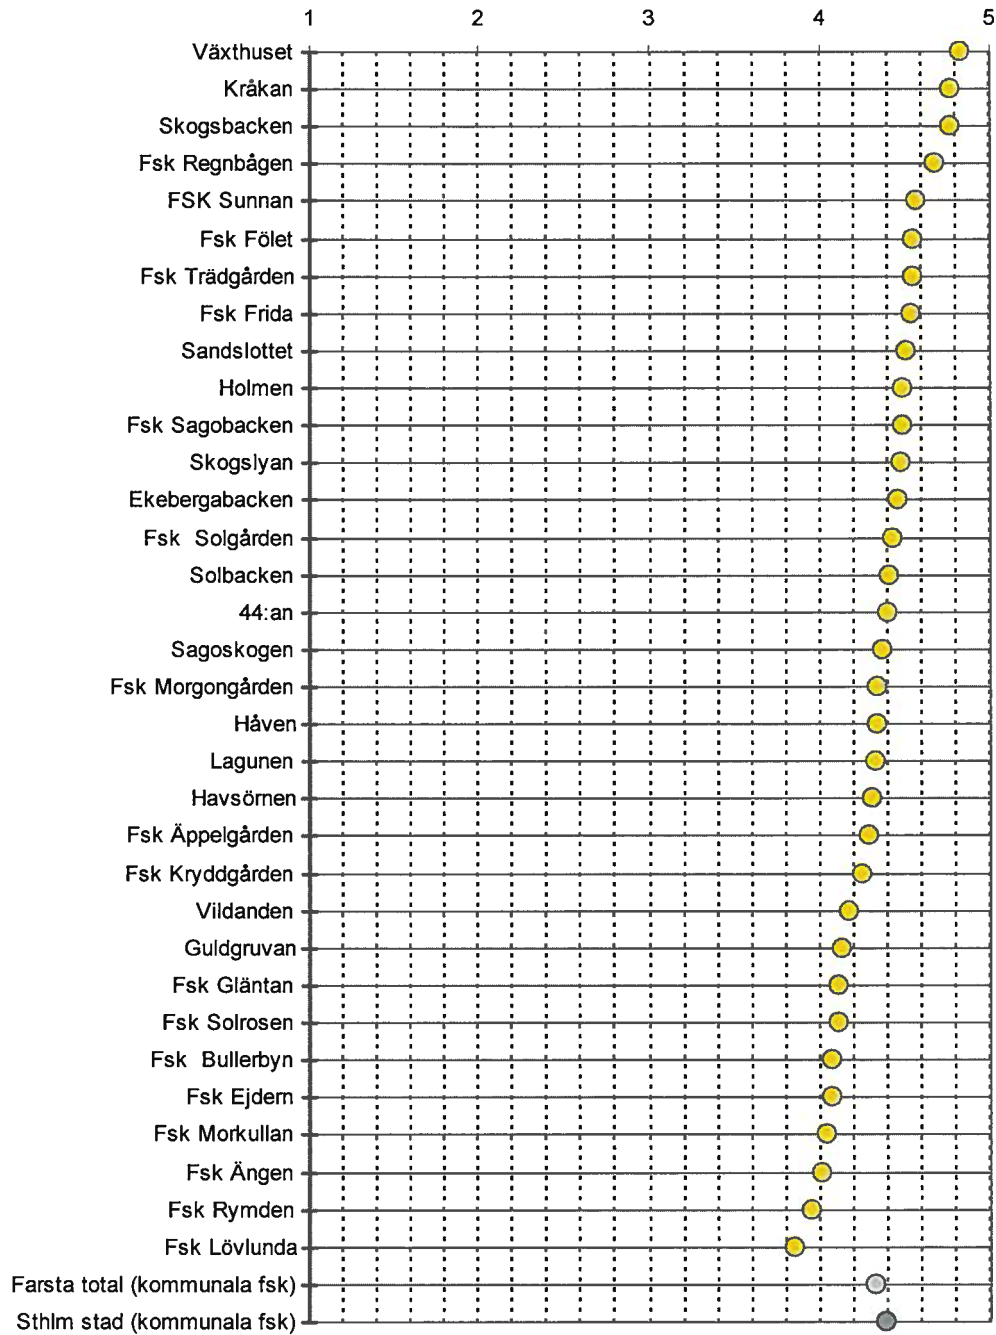 1 2 3 4 5
Växthuset
Kråkan
Skogsbacken
Fsk Regnbågen
FSK Sunnan
Fsk Fölet
Fsk Trädgården
Fsk Frida
Sandslottet
Holmen
Fsk Sagobacken
Skogslyan
Ekebergabacken
Fsk  Solgården
Solbacken
44:an
Sagoskogen
Fsk Morgongården
Håven
Lagunen
Havsörnen
Fsk Äppelgården
Fsk Kryddgården
Vildanden
Guldgruvan
Fsk Gläntan
Fsk Solrosen
Fsk  Bullerbyn
Fsk Ejdern
Fsk Morkullan
Fsk Ängen
Fsk Rymden
Fsk Lövlunda
Farsta total (kommunala fsk)
Sthlm stad (kommunala fsk)